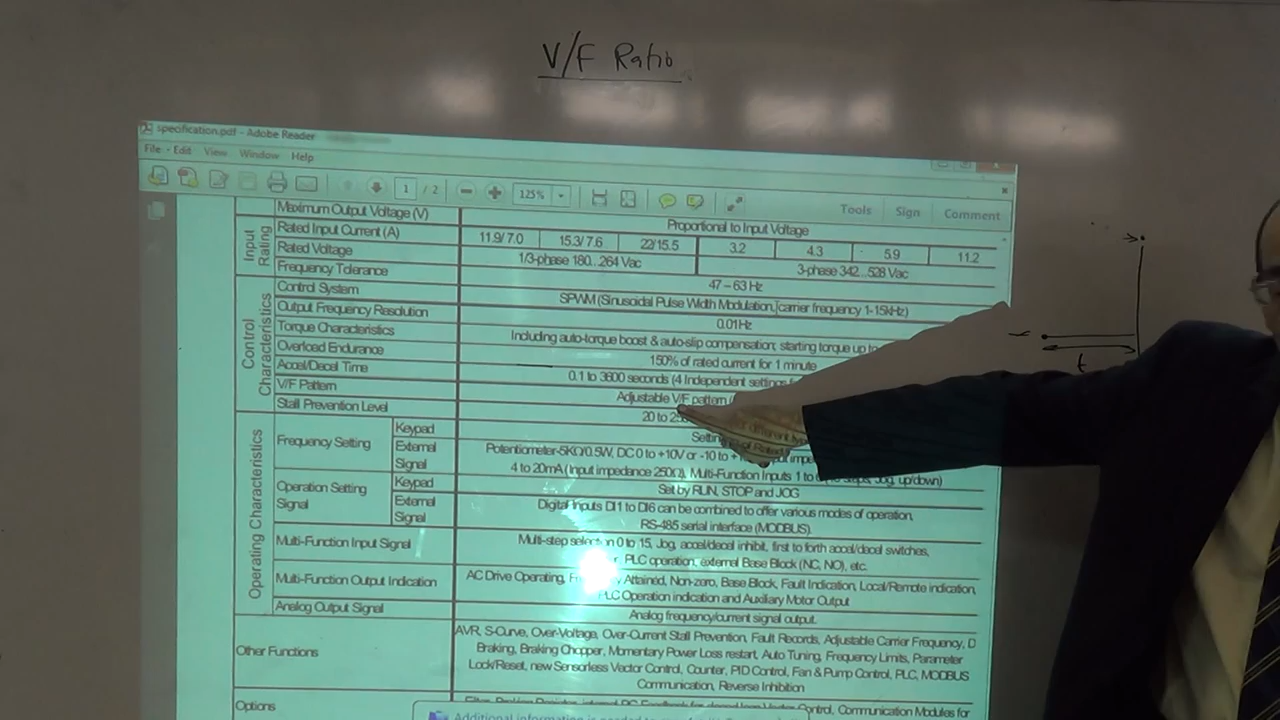 V/F Ratio
specification.pdf - Adobe Reader
File Edit View Window Help
1 / 2 125% Tools Sign Comment
Maximum Output Voltage (V) Proportional to Input Voltage
Input Rating
Rated Input Current (A) 11.9/7.0 15.3/7.6 22/15.5 3.2 4.3 5.9 11.2
Rated Voltage 1/3-phase 180...264 Vac 3-phase 342...528 Vac
Frequency Tolerance 47 – 63 Hz
Control Characteristics
Control System SPWM (Sinusoidal Pulse Width Modulation, carrier frequency 1-15kHz)
Output Frequency Resolution 0.01Hz
Torque Characteristics Including auto-torque boost & auto-slip compensation; starting torque up to
Overload Endurance 150% of rated current for 1 minute
Accel/Decel Time 0.1 to 3600 seconds (4 Independent settings
V/F Pattern Adjustable V/F pattern
Stall Prevention Level 20 to
Operating Characteristics
Frequency Setting Keypad
External Signal Potentiometer-5KΩ/0.5W, DC 0 to +10V or -10 to
4 to 20mA (Input impedance 250Ω), Multi-Function Inputs 1 to Jog, up/down)
Operation Setting Signal Keypad Set by RUN, STOP and JOG
External Signal Digital Inputs DI1 to DI6 can be combined to offer various modes of operation,
RS-485 serial interface (MODBUS).
Multi-Function Input Signal Multi-step selection 0 to 15, Jog, accel/decel inhibit, first to forth accel/decel switches,
PLC operation, external Base Block (NC, NO), etc.
Multi-Function Output Indication AC Drive Operating, Attained, Non-zero, Base Block, Fault Indication, Local/Remote indication,
PLC Operation indication and Auxiliary Motor Output
Analog Output Signal Analog frequency/current signal output.
Other Functions AVR, S-Curve, Over-Voltage, Over-Current Stall Prevention, Fault Records, Adjustable Carrier Frequency, D
Braking, Braking Chopper, Momentary Power Loss restart, Auto Tuning, Frequency Limits, Parameter
Lock/Reset, new Sensorless Vector Control, Counter, PID Control, Fan & Pump Control, PLC, MODBUS
Communication, Reverse Inhibition
Options Control, Communication Modules for
Additional information is needed to
t